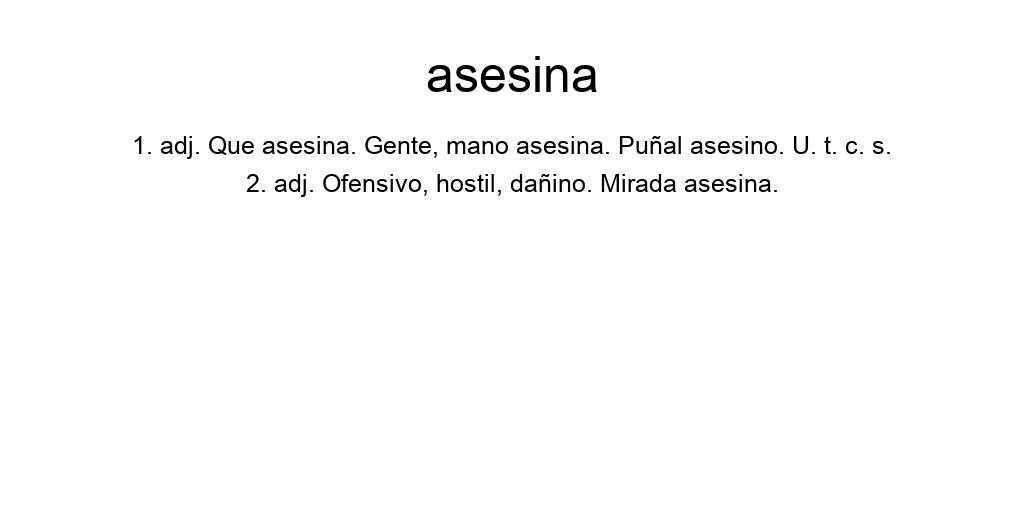 asesina
1. adj. Que asesina. Gente, mano asesina. Puñal asesino. U. t. c. s.
2. adj. Ofensivo, hostil, dañino. Mirada asesina.